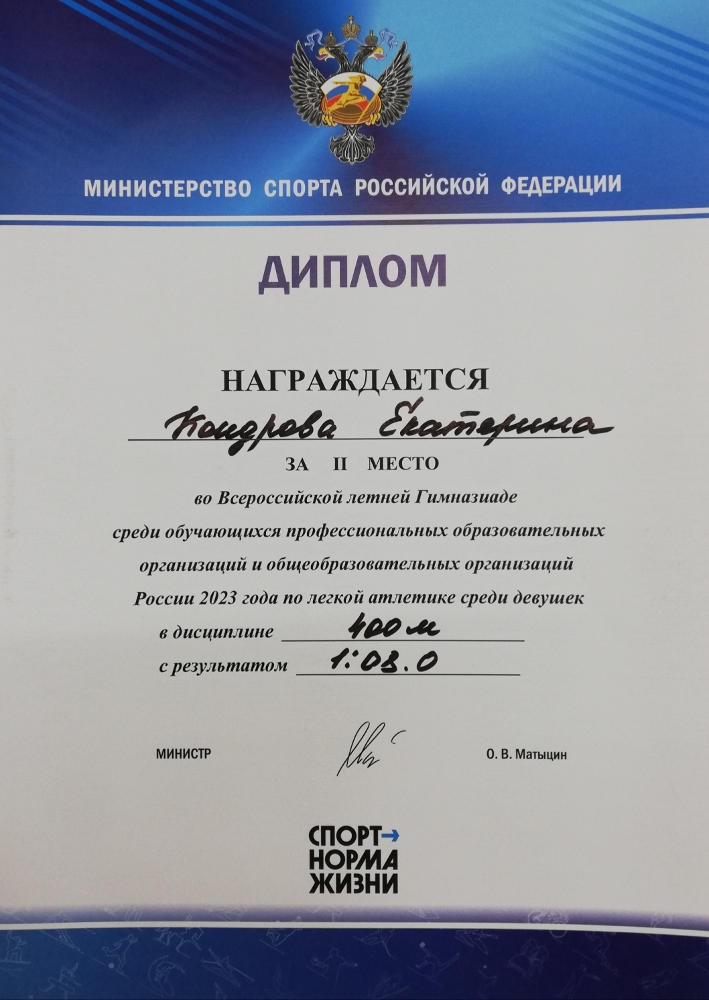 МИНИСТЕРСТВО СПОРТА РОССИЙСКОЙ ФЕДЕРАЦИИ
ДИПЛОМ
НАГРАЖДАЕТСЯ
Кондрова Екатерина
ЗА II МЕСТО
во Всероссийской летней Гимназиаде
среди обучающихся профессиональных образовательных
организаций и общеобразовательных организаций
России 2023 года по легкой атлетике среди девушек
в дисциплине 400 м
с результатом 1:03.0
МИНИСТР О. В. Матыцин
СПОРТ→
НОРМА
ЖИЗНИ